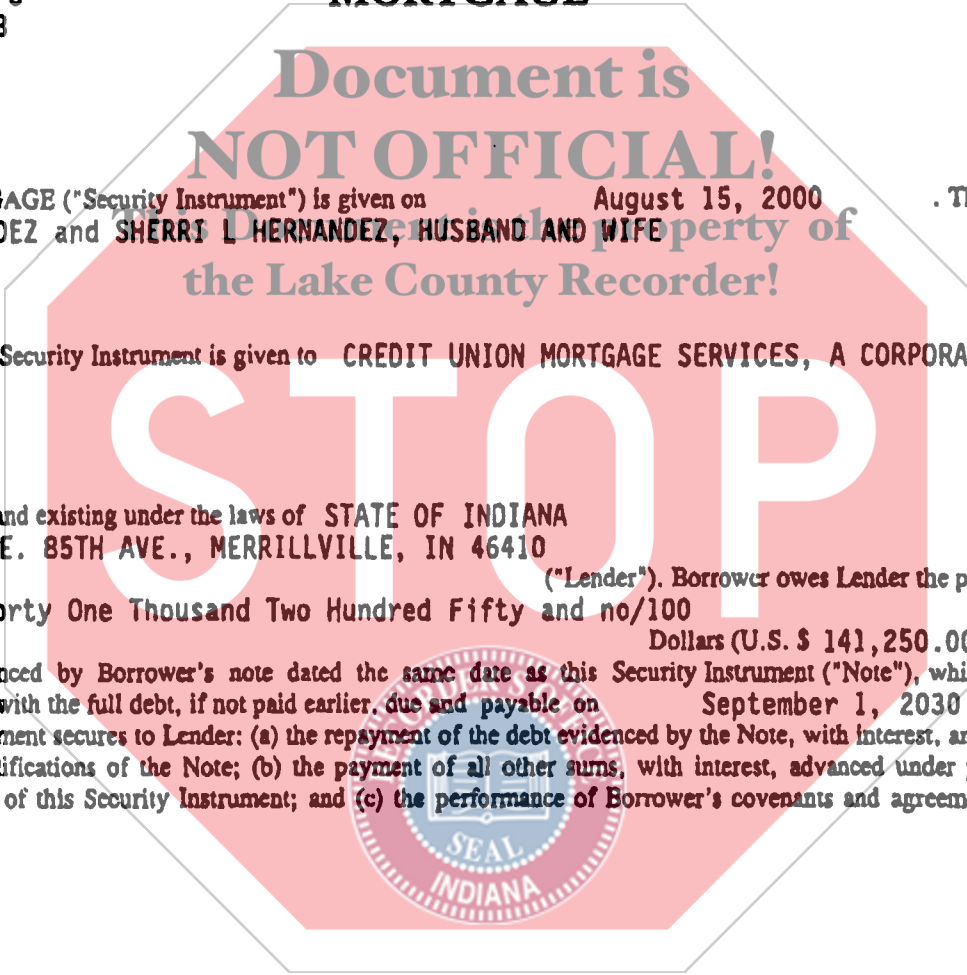 MORTGAGE
Document is
NOT OFFICIAL!
This Document is the property of
the Lake County Recorder!
GAGE ("Security Instrument") is given on August 15, 2000 . Th
DEZ and SHERRI L HERNANDEZ, HUSBAND AND WIFE
Security Instrument is given to CREDIT UNION MORTGAGE SERVICES, A CORPORA
STOP
and existing under the laws of STATE OF INDIANA
E. 85TH AVE., MERRILLVILLE, IN 46410
("Lender"). Borrower owes Lender the p
orty One Thousand Two Hundred Fifty and no/100
Dollars (U.S. $ 141,250.00
nced by Borrower's note dated the same date as this Security Instrument ("Note"), whi
with the full debt, if not paid earlier, due and payable on September 1, 2030
ment secures to Lender: (a) the repayment of the debt evidenced by the Note, with interest, an
ifications of the Note; (b) the payment of all other sums, with interest, advanced under
of this Security Instrument; and (c) the performance of Borrower's covenants and agreem
SEAL
INDIANA